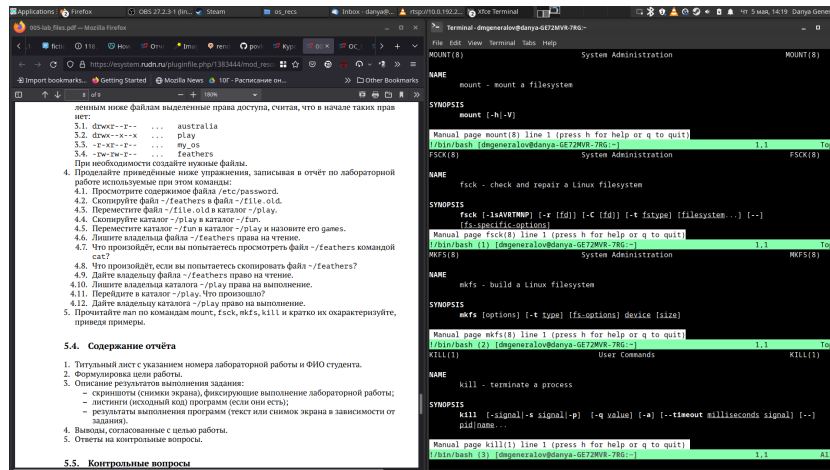 Applications
Firefox
OBS 27.2.3-1 (lin...
Steam
os_recs
Inbox - danya@...
rtsp://10.0.192.2...
Xfce Terminal
Чт 5 мая, 14:19 Danya Gener
005-lab_files.pdf — Mozilla Firefox
https://esystem.rudn.ru/pluginfile.php/1383444/mod_res
Import bookmarks...
Getting Started
Mozilla News
10Г - Расписание он...
Other Bookmarks
8 of 9
180%
ленным ниже файлам выделенные права доступа, считая, что в начале таких прав
нет:
3.1. drwxr--r-- ... australia
3.2. drwx--x--x ... play
3.3. -r-xr--r-- ... my_os
3.4. -rw-rw-r-- ... feathers
При необходимости создайте нужные файлы.
4. Проделайте приведённые ниже упражнения, записывая в отчёт по лабораторной
работе используемые при этом команды:
4.1. Просмотрите содержимое файла /etc/password.
4.2. Скопируйте файл ~/feathers в файл ~/file.old.
4.3. Переместите файл ~/file.old в каталог ~/play.
4.4. Скопируйте каталог ~/play в каталог ~/fun.
4.5. Переместите каталог ~/fun в каталог ~/play и назовите его games.
4.6. Лишите владельца файла ~/feathers права на чтение.
4.7. Что произойдёт, если вы попытаетесь просмотреть файл ~/feathers командой
cat?
4.8. Что произойдёт, если вы попытаетесь скопировать файл ~/feathers?
4.9. Дайте владельцу файла ~/feathers право на чтение.
4.10. Лишите владельца каталога ~/play права на выполнение.
4.11. Перейдите в каталог ~/play. Что произошло?
4.12. Дайте владельцу каталога ~/play право на выполнение.
5. Прочитайте man по командам mount, fsck, mkfs, kill и кратко их охарактеризуйте,
приведя примеры.
5.4. Содержание отчёта
1. Титульный лист с указанием номера лабораторной работы и ФИО студента.
2. Формулировка цели работы.
3. Описание результатов выполнения задания:
– скриншоты (снимки экрана), фиксирующие выполнение лабораторной работы;
– листинги (исходный код) программ (если они есть);
– результаты выполнения программ (текст или снимок экрана в зависимости от
задания).
4. Выводы, согласованные с целью работы.
5. Ответы на контрольные вопросы.
5.5. Контрольные вопросы
Terminal - dmgeneralov@danya-GE72MVR-7RG:~
File Edit View Terminal Tabs Help
MOUNT(8) System Administration MOUNT(8)
NAME
mount - mount a filesystem
SYNOPSIS
mount [-h|-V]
Manual page mount(8) line 1 (press h for help or q to quit)
!/bin/bash [dmgeneralov@danya-GE72MVR-7RG:~] 1,1 Top
FSCK(8) System Administration FSCK(8)
NAME
fsck - check and repair a Linux filesystem
SYNOPSIS
fsck [-lsAVRTMNP] [-r [fd]] [-C [fd]] [-t fstype] [filesystem...] [--]
[fs-specific-options]
Manual page fsck(8) line 1 (press h for help or q to quit)
!/bin/bash (1) [dmgeneralov@danya-GE72MVR-7RG:~] 1,1 Top
MKFS(8) System Administration MKFS(8)
NAME
mkfs - build a Linux filesystem
SYNOPSIS
mkfs [options] [-t type] [fs-options] device [size]
Manual page mkfs(8) line 1 (press h for help or q to quit)
!/bin/bash (2) [dmgeneralov@danya-GE72MVR-7RG:~] 1,1 Top
KILL(1) User Commands KILL(1)
NAME
kill - terminate a process
SYNOPSIS
kill [-signal|-s signal|-p] [-q value] [-a] [--timeout milliseconds signal] [--]
pid|name...
Manual page kill(1) line 1 (press h for help or q to quit)
!/bin/bash (3) [dmgeneralov@danya-GE72MVR-7RG:~] 1,1 Al